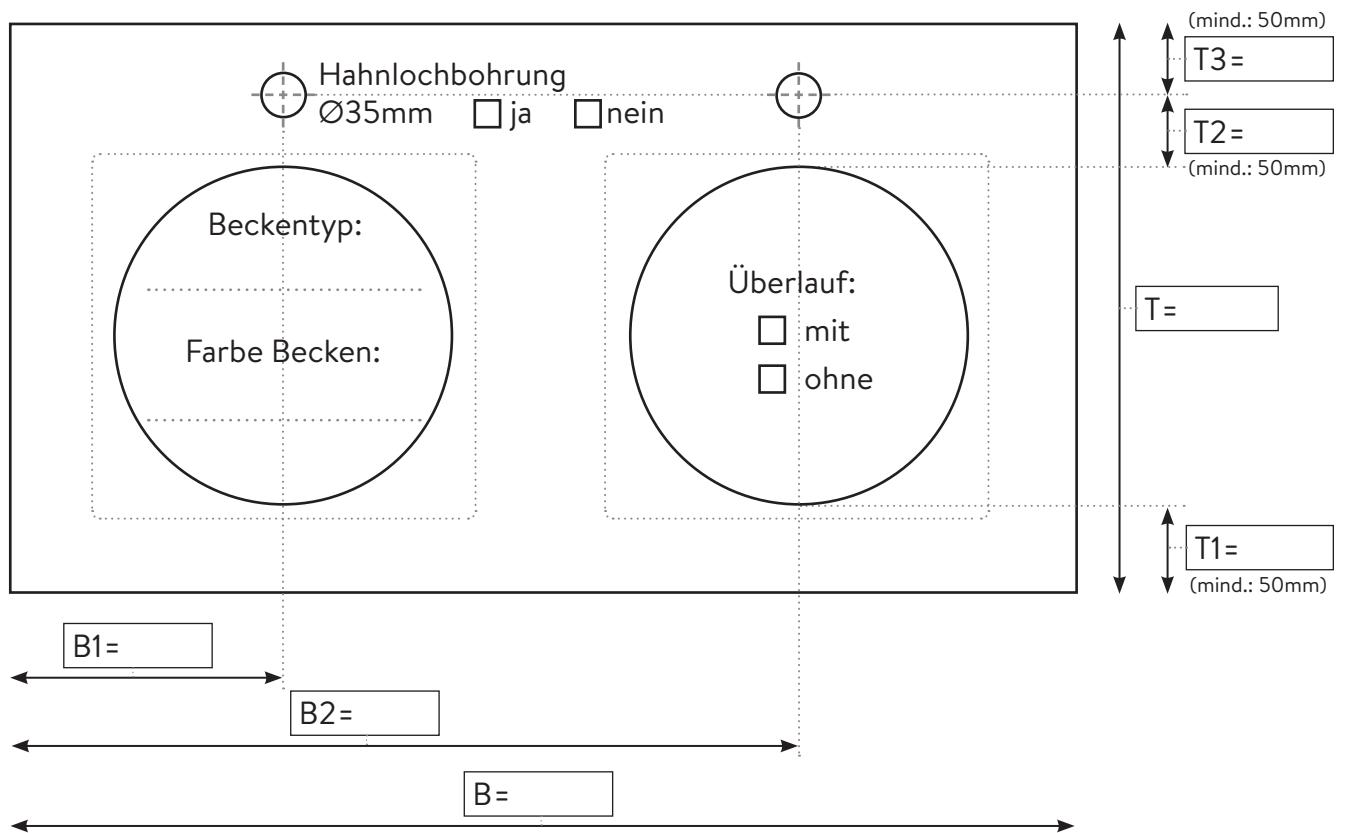 (mind.: 50mm)
T3=
Hahnlochbohrung
Ø35mm ja nein
T2=
(mind.: 50mm)
Beckentyp:
Überlauf:
T=
mit
Farbe Becken:
ohne
T1=
(mind.: 50mm)
B1=
B2=
B=